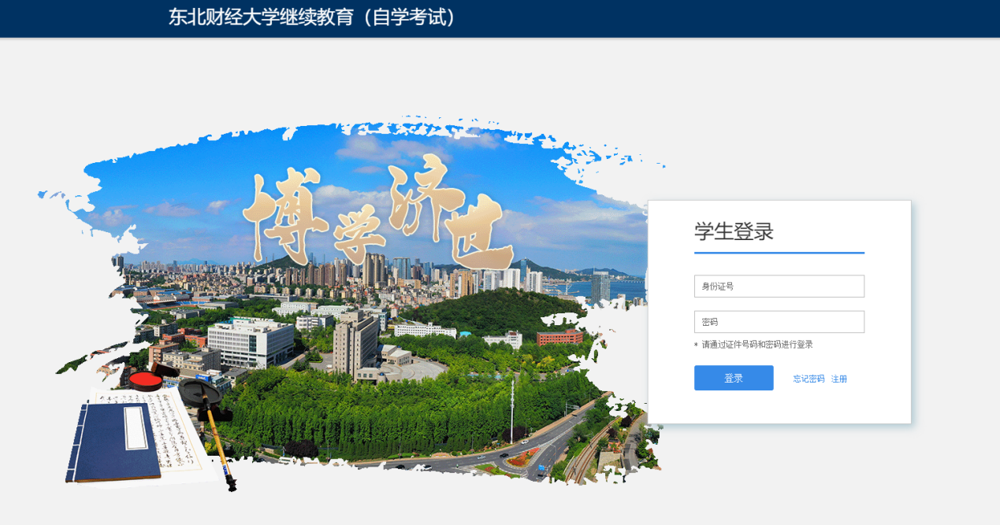 东北财经大学继续教育（自学考试）
博学济世
学生登录
身份证号
密码
* 请通过证件号码和密码进行登录
登录 忘记密码 注册